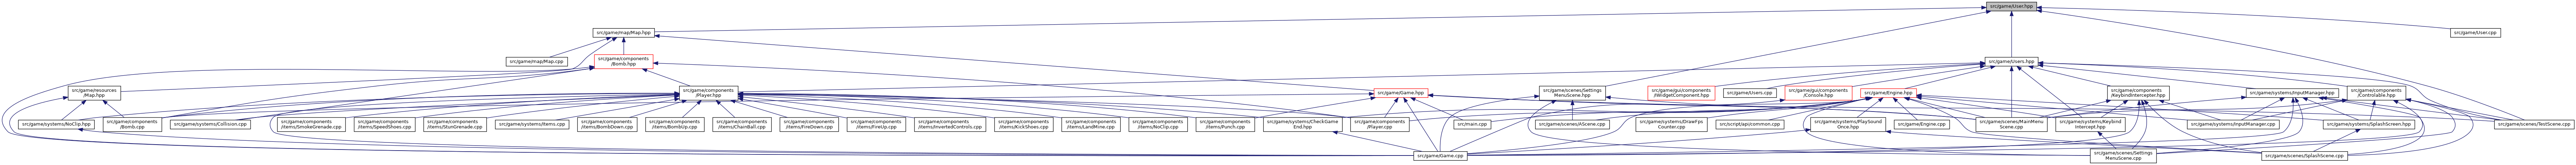 src/game/User.hpp
src/game/map/Map.hpp
src/game/User.cpp
src/game/map/Map.cpp
src/game/components
/Bomb.hpp
src/game/Users.hpp
src/game/resources
/Map.hpp
src/game/components
/Player.hpp
src/game/Game.hpp
src/game/scenes/Settings
MenuScene.hpp
src/game/gui/components
/WidgetComponent.hpp
src/game/Users.cpp
src/game/gui/components
/Console.hpp
src/game/Engine.hpp
src/game/components
/KeybindIntercepter.hpp
src/game/systems/InputManager.hpp
src/game/components
/Controlable.hpp
src/game/systems/NoClip.hpp
src/game/components
/Bomb.cpp
src/game/systems/Collision.cpp
src/game/components
/items/SmokeGrenade.cpp
src/game/components
/items/SpeedShoes.cpp
src/game/components
/items/StunGrenade.cpp
src/game/systems/Items.cpp
src/game/components
/items/BombDown.cpp
src/game/components
/items/BombUp.cpp
src/game/components
/items/ChainBall.cpp
src/game/components
/items/FireDown.cpp
src/game/components
/items/FireUp.cpp
src/game/components
/items/InvertedControls.cpp
src/game/components
/items/KickShoes.cpp
src/game/components
/items/LandMine.cpp
src/game/components
/items/NoClip.cpp
src/game/components
/items/Punch.cpp
src/game/systems/CheckGame
End.hpp
src/game/components
/Player.cpp
src/main.cpp
src/game/scenes/AScene.cpp
src/game/systems/DrawFps
Counter.cpp
src/script/api/common.cpp
src/game/systems/PlaySound
Once.hpp
src/game/Engine.cpp
src/game/scenes/MainMenu
Scene.cpp
src/game/systems/Keybind
Intercept.hpp
src/game/systems/InputManager.cpp
src/game/systems/SplashScreen.hpp
src/game/scenes/TestScene.cpp
src/game/Game.cpp
src/game/scenes/Settings
MenuScene.cpp
src/game/scenes/SplashScene.cpp